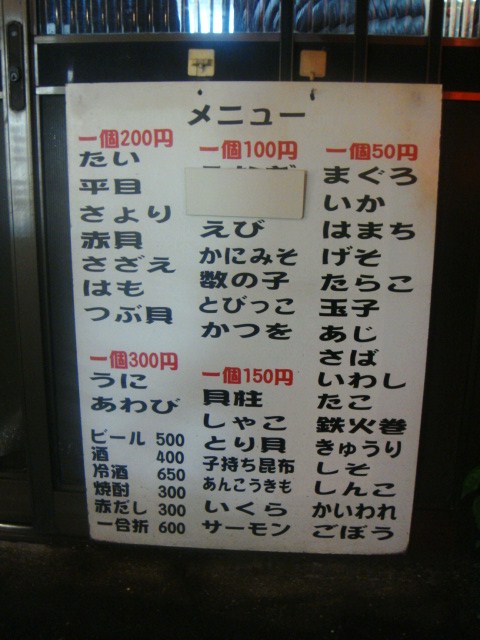 メニュー
一個200円
たい
平目
さより
赤貝
さざえ
はも
つぶ貝
一個300円
うに
あわび
ビール 500
酒 400
冷酒 650
焼酎 300
赤だし 300
一合折 600
一個100円
えび
かにみそ
数の子
とびっこ
かつを
一個150円
貝柱
しゃこ
とり貝
子持ち昆布
あんこうきも
いくら
サーモン
一個50円
まぐろ
いか
はまち
げそ
たらこ
玉子
あじ
さば
いわし
たこ
鉄火巻
きゅうり
しそ
しんこ
かいわれ
ごぼう